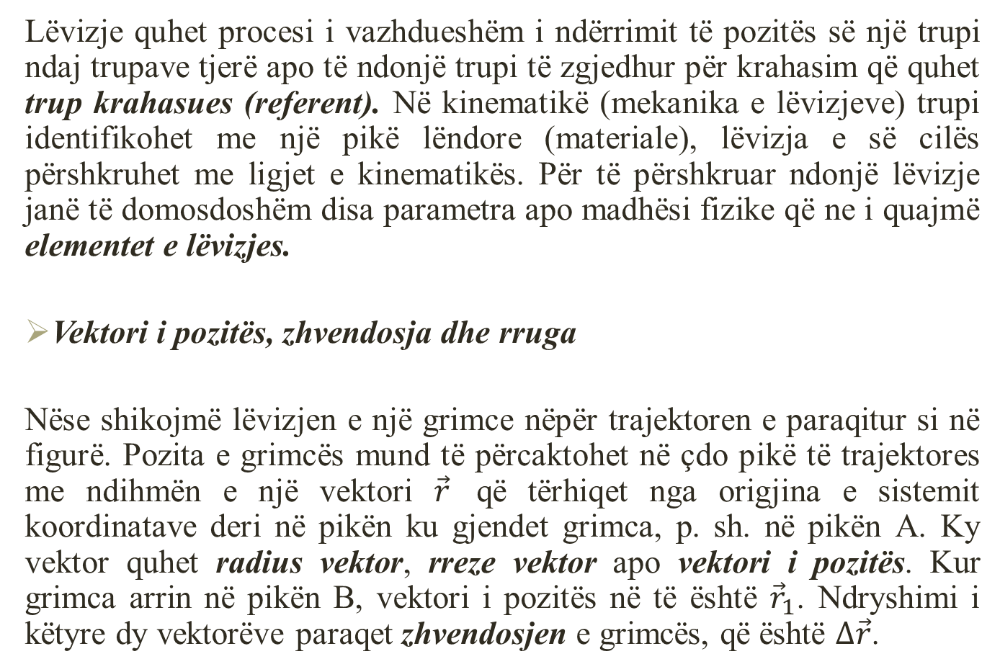 Lëvizje quhet procesi i vazhdueshëm i ndërrimit të pozitës së një trupi
ndaj trupave tjerë apo të ndonjë trupi të zgjedhur për krahasim që quhet
trup krahasues (referent). Në kinematikë (mekanika e lëvizjeve) trupi
identifikohet me një pikë lëndore (materiale), lëvizja e së cilës
përshkruhet me ligjet e kinematikës. Për të përshkruar ndonjë lëvizje
janë të domosdoshëm disa parametra apo madhësi fizike që ne i quajmë
elementet e lëvizjes.
➢Vektori i pozitës, zhvendosja dhe rruga
Nëse shikojmë lëvizjen e një grimce nëpër trajektoren e paraqitur si në
figurë. Pozita e grimcës mund të përcaktohet në çdo pikë të trajektores
me ndihmën e një vektori r⃗ që tërhiqet nga origjina e sistemit
koordinatave deri në pikën ku gjendet grimca, p. sh. në pikën A. Ky
vektor quhet radius vektor, rreze vektor apo vektori i pozitës. Kur
grimca arrin në pikën B, vektori i pozitës në të është r⃗₁. Ndryshimi i
këtyre dy vektorëve paraqet zhvendosjen e grimcës, që është Δr⃗.